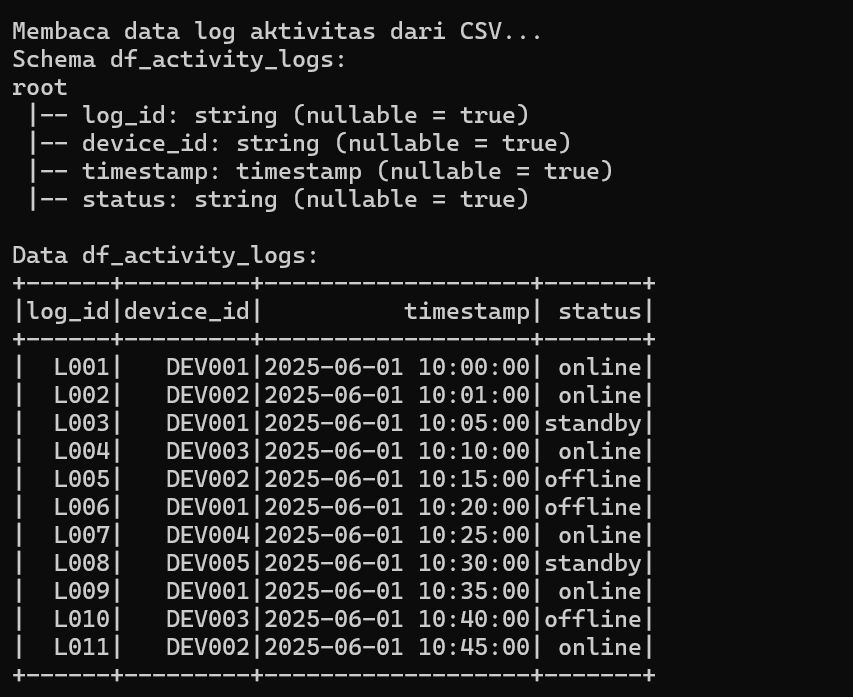 Membaca data log aktivitas dari CSV...
Schema df_activity_logs:
root
 |-- log_id: string (nullable = true)
 |-- device_id: string (nullable = true)
 |-- timestamp: timestamp (nullable = true)
 |-- status: string (nullable = true)

Data df_activity_logs:
+------+---------+-------------------+-------+
|log_id|device_id|          timestamp| status|
+------+---------+-------------------+-------+
|  L001|   DEV001|2025-06-01 10:00:00| online|
|  L002|   DEV002|2025-06-01 10:01:00| online|
|  L003|   DEV001|2025-06-01 10:05:00|standby|
|  L004|   DEV003|2025-06-01 10:10:00| online|
|  L005|   DEV002|2025-06-01 10:15:00|offline|
|  L006|   DEV001|2025-06-01 10:20:00|offline|
|  L007|   DEV004|2025-06-01 10:25:00| online|
|  L008|   DEV005|2025-06-01 10:30:00|standby|
|  L009|   DEV001|2025-06-01 10:35:00| online|
|  L010|   DEV003|2025-06-01 10:40:00|offline|
|  L011|   DEV002|2025-06-01 10:45:00| online|
+------+---------+-------------------+-------+